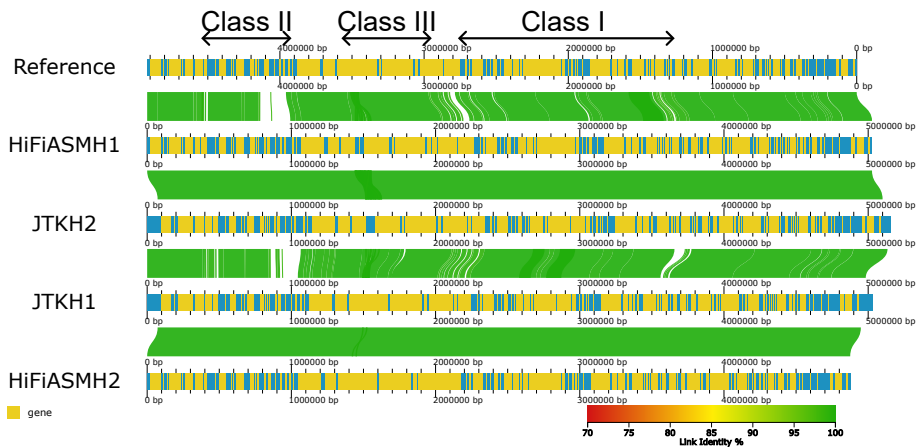 Class II Class III Class I
4000000 bp 3000000 bp 2000000 bp 1000000 bp 0 bp
Reference
4000000 bp 3000000 bp 2000000 bp 1000000 bp 0 bp
0 bp 1000000 bp 2000000 bp 3000000 bp 4000000 bp 5000000 bp
HiFiASMH1
0 bp 1000000 bp 2000000 bp 3000000 bp 4000000 bp 5000000 bp
0 bp 1000000 bp 2000000 bp 3000000 bp 4000000 bp 5000000 bp
JTKH2
0 bp 1000000 bp 2000000 bp 3000000 bp 4000000 bp 5000000 bp
0 bp 1000000 bp 2000000 bp 3000000 bp 4000000 bp 5000000 bp
JTKH1
0 bp 1000000 bp 2000000 bp 3000000 bp 4000000 bp 5000000 bp
0 bp 1000000 bp 2000000 bp 3000000 bp 4000000 bp
HiFiASMH2
0 bp 1000000 bp 2000000 bp 3000000 bp 4000000 bp
gene
70 75 80 85 90 95 100
Link Identity %